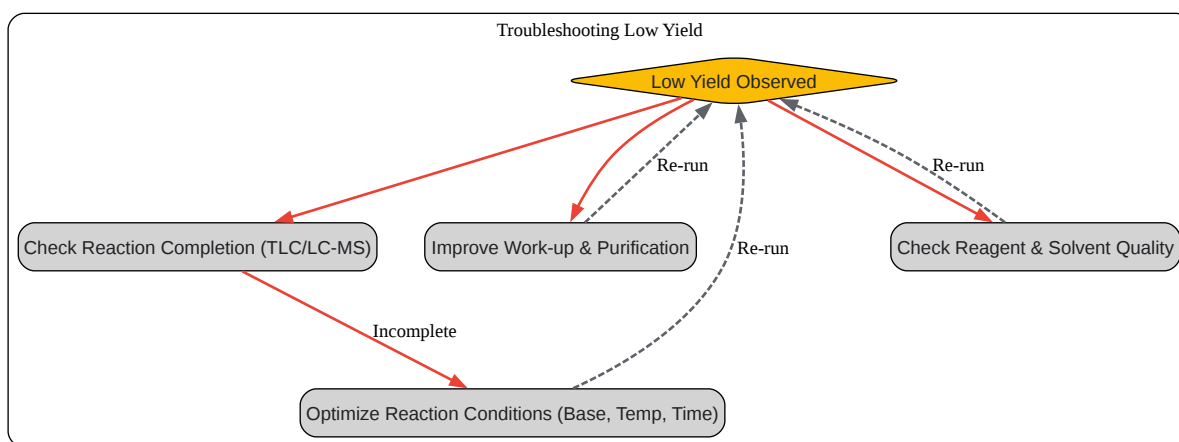 Troubleshooting Low Yield
Low Yield Observed
Re-run
Re-run
Check Reaction Completion (TLC/LC-MS)
Improve Work-up & Purification
Re-run
Check Reagent & Solvent Quality
Incomplete
Optimize Reaction Conditions (Base, Temp, Time)